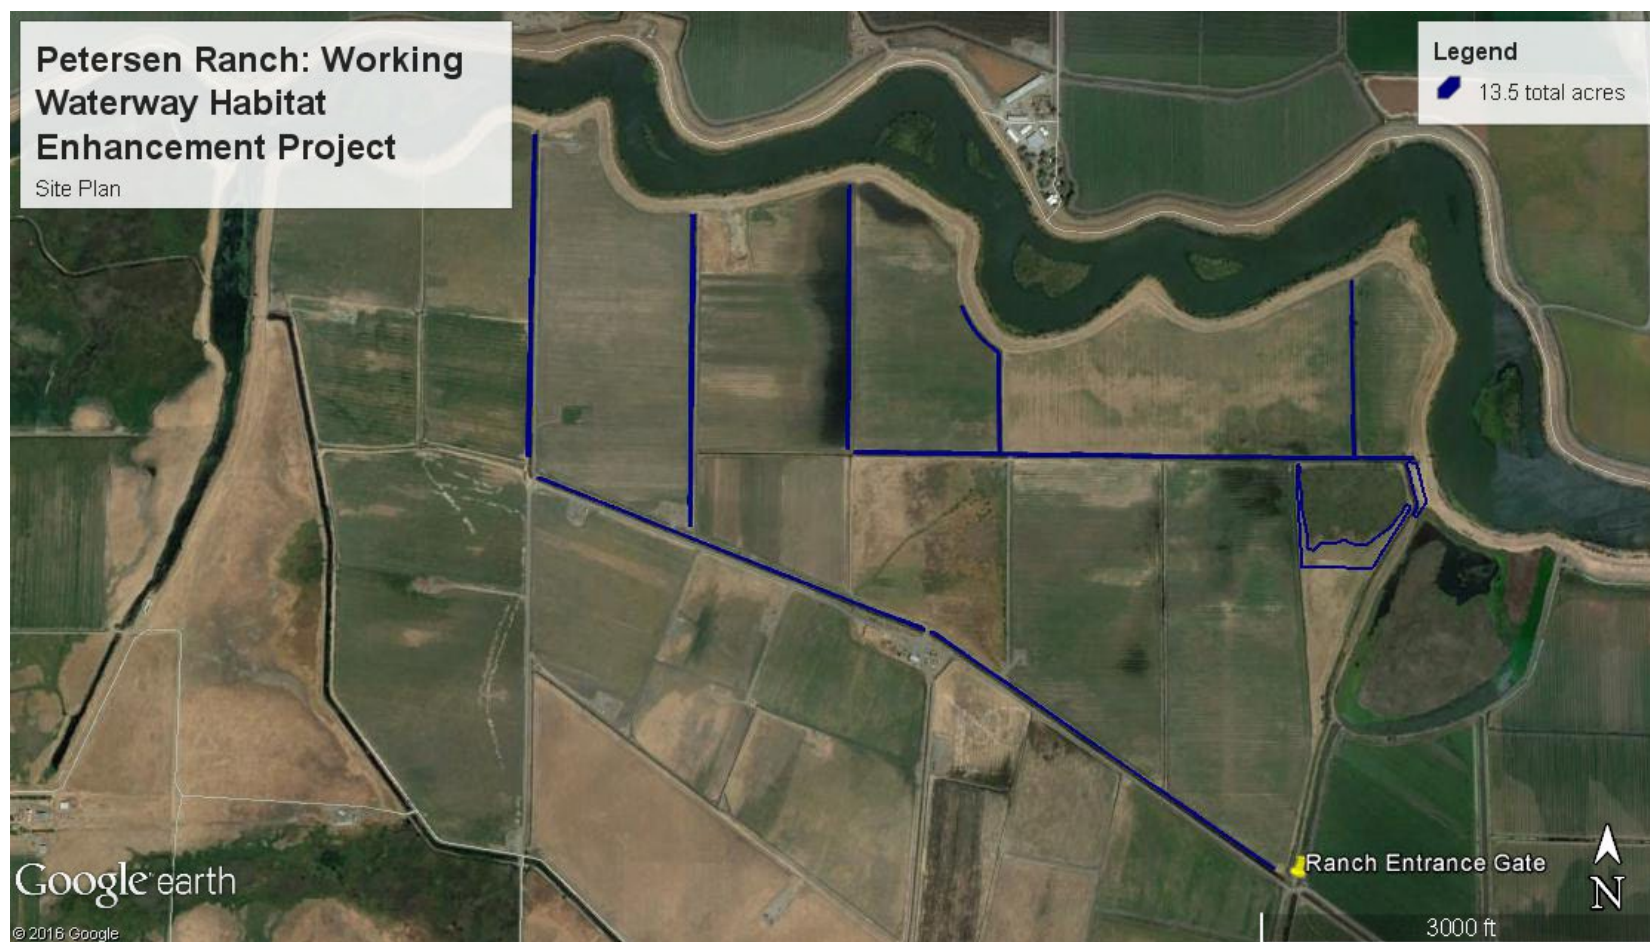 Petersen Ranch: Working
Waterway Habitat
Enhancement Project
Site Plan
Legend
13.5 total acres
Ranch Entrance Gate
Google earth
N
© 2016 Google
3000 ft